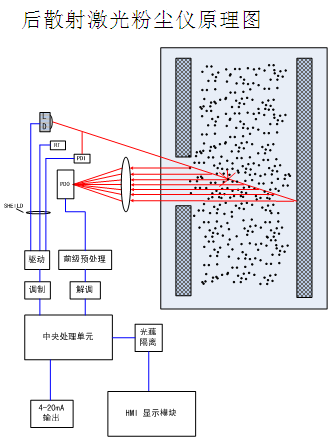 后散射激光粉尘仪原理图
LD
RT
PDI
PDO
SHEILD
驱动
前级预处理
调制
解调
中央处理单元
光藕
隔离
4-20mA
输出
HMI 显示模块